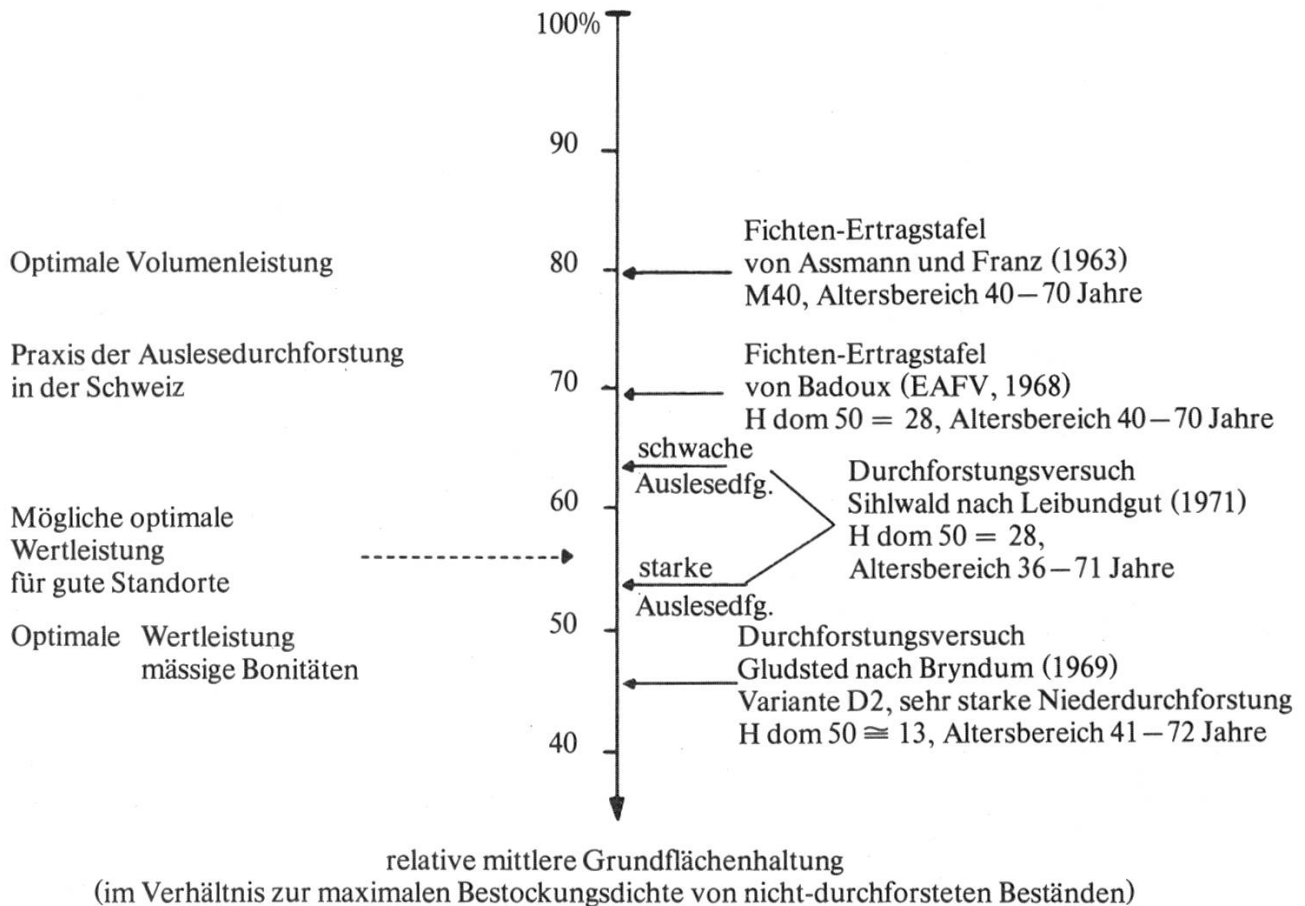 100%
90
Optimale Volumenleistung
80
Fichten-Ertragstafel
von Assmann und Franz (1963)
M40, Altersbereich 40–70 Jahre
Praxis der Auslesedurchforstung
in der Schweiz
70
Fichten-Ertragstafel
von Badoux (EAFV, 1968)
H dom 50 = 28, Altersbereich 40–70 Jahre
schwache
Auslesedfg.
60
Durchforstungsversuch
Sihlwald nach Leibundgut (1971)
H dom 50 = 28,
Altersbereich 36–71 Jahre
Mögliche optimale
Wertleistung
für gute Standorte
starke
Auslesedfg.
50
Optimale Wertleistung
mässige Bonitäten
Durchforstungsversuch
Gludsted nach Bryndum (1969)
Variante D2, sehr starke Niederdurchforstung
H dom 50 ≅ 13, Altersbereich 41–72 Jahre
40
relative mittlere Grundflächenhaltung
(im Verhältnis zur maximalen Bestockungsdichte von nicht-durchforsteten Beständen)